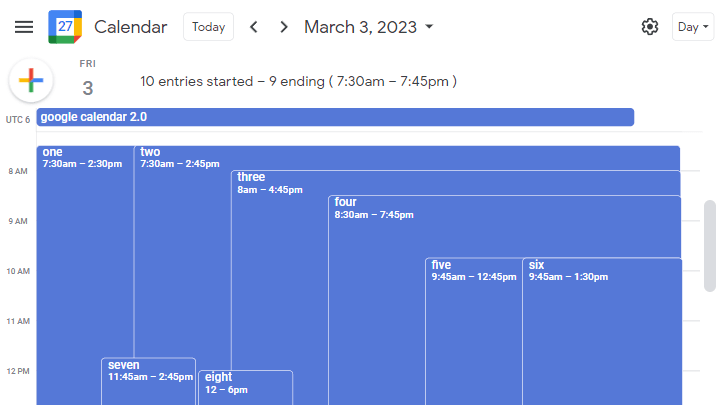 27
Calendar
Today
March 3, 2023
Day
FRI
3
10 entries started – 9 ending ( 7:30am – 7:45pm )
UTC 6
google calendar 2.0
one
7:30am – 2:30pm
two
7:30am – 2:45pm
three
8am – 4:45pm
8 AM
four
8:30am – 7:45pm
9 AM
five
9:45am – 12:45pm
six
9:45am – 1:30pm
10 AM
11 AM
seven
11:45am – 2:45pm
eight
12 – 6pm
12 PM